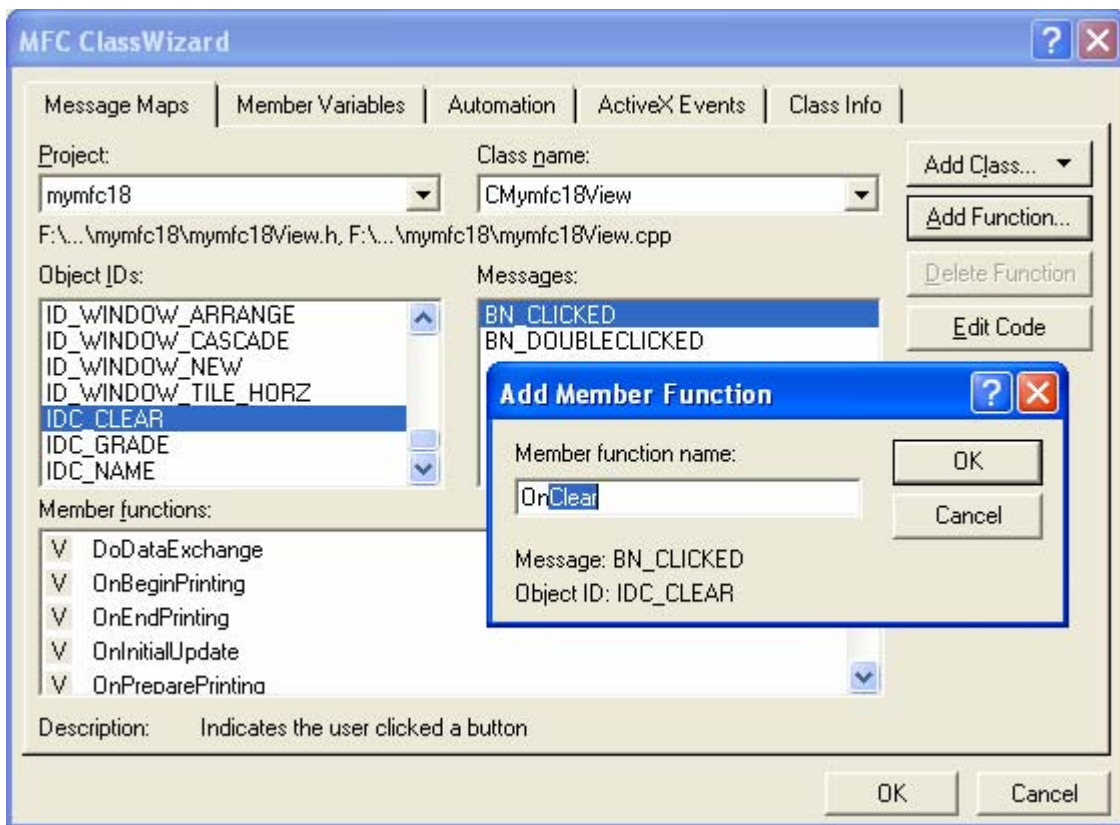 MFC ClassWizard
Message Maps
Member Variables
Automation
ActiveX Events
Class Info
Project:
Class name:
Add Class...
mymfc18
CMymfc18View
Add Function...
F:\...\mymfc18\mymfc18View.h, F:\...\mymfc18\mymfc18View.cpp
Object IDs:
Messages:
Delete Function
ID_WINDOW_ARRANGE
ID_WINDOW_CASCADE
ID_WINDOW_NEW
ID_WINDOW_TILE_HORZ
IDC_CLEAR
IDC_GRADE
IDC_NAME
BN_CLICKED
BN_DOUBLECLICKED
Edit Code
Add Member Function
Member function name:
OK
OnClear
Cancel
Message: BN_CLICKED
Object ID: IDC_CLEAR
Member functions:
V DoDataExchange
V OnBeginPrinting
V OnEndPrinting
V OnInitialUpdate
V OnPreparePrinting
Description: Indicates the user clicked a button
OK
Cancel